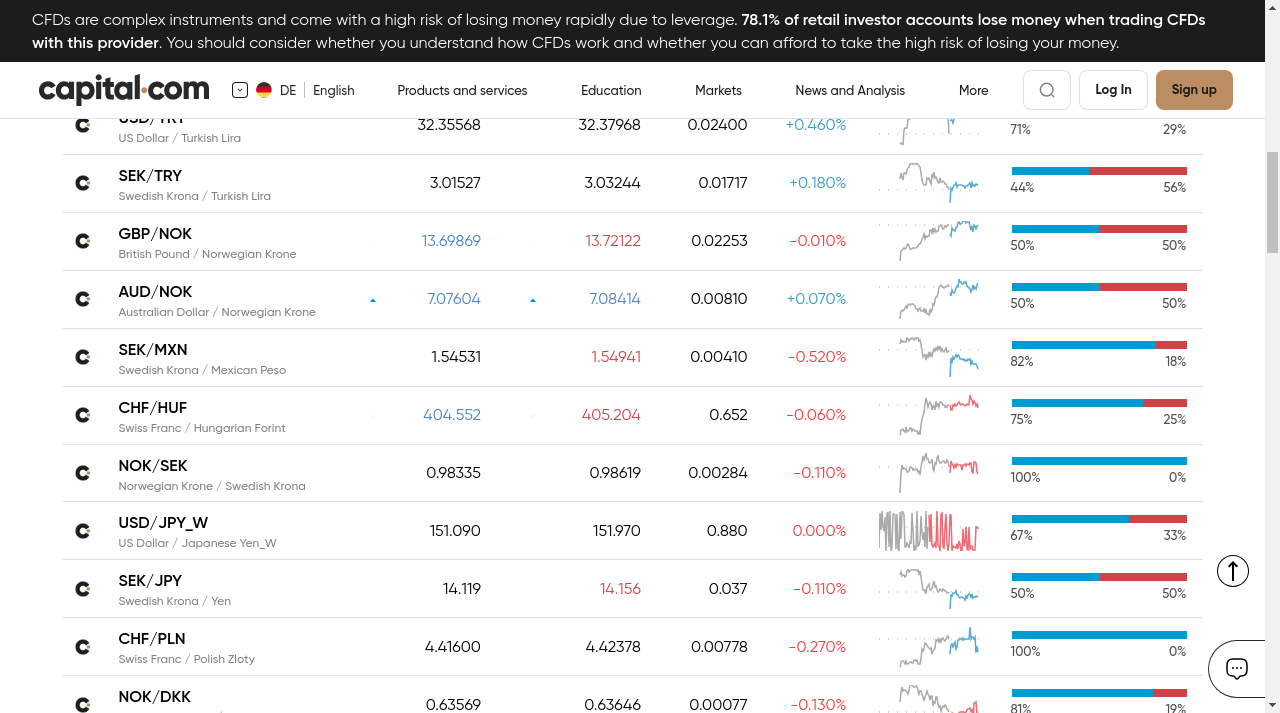 CFDs are complex instruments and come with a high risk of losing money rapidly due to leverage. 78.1% of retail investor accounts lose money when trading CFDs
with this provider. You should consider whether you understand how CFDs work and whether you can afford to take the high risk of losing your money.
capital.com DE English Products and services Education Markets News and Analysis More Log In Sign up
USD/TRY 32.35568 32.37968 0.02400 +0.460%
US Dollar / Turkish Lira 71% 29%
SEK/TRY 3.01527 3.03244 0.01717 +0.180%
Swedish Krona / Turkish Lira 44% 56%
GBP/NOK 13.69869 13.72122 0.02253 -0.010%
British Pound / Norwegian Krone 50% 50%
AUD/NOK 7.07604 7.08414 0.00810 +0.070%
Australian Dollar / Norwegian Krone 50% 50%
SEK/MXN 1.54531 1.54941 0.00410 -0.520%
Swedish Krona / Mexican Peso 82% 18%
CHF/HUF 404.552 405.204 0.652 -0.060%
Swiss Franc / Hungarian Forint 75% 25%
NOK/SEK 0.98335 0.98619 0.00284 -0.110%
Norwegian Krone / Swedish Krona 100% 0%
USD/JPY_W 151.090 151.970 0.880 0.000%
US Dollar / Japanese Yen_W 67% 33%
SEK/JPY 14.119 14.156 0.037 -0.110%
Swedish Krona / Yen 50% 50%
CHF/PLN 4.41600 4.42378 0.00778 -0.270%
Swiss Franc / Polish Zloty 100% 0%
NOK/DKK 0.63569 0.63646 0.00077 -0.130%
81% 19%